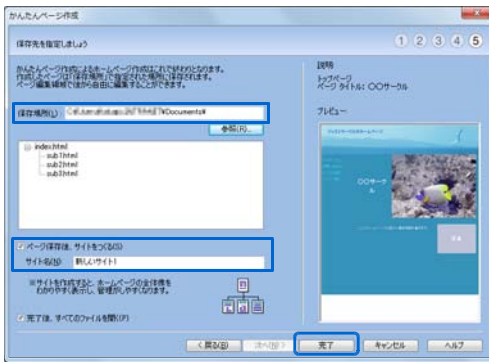 かんたんページ作成
保存先を指定しましょう
1 2 3 4 5
かんたんページ作成によるホームページ作成はこれで終わりとなります。
作成したページは「保存場所」で指定された場所に保存されます。
ページ編集領域で後から自由に編集することができます。
保存場所(L)
¥Documents¥
参照(R)...
index.html
sub1.html
sub2.html
sub3.html
ページ保存後、サイトをつくる(S)
サイト名(N)
新しいサイト1
※サイトを作成すると、ホームページの全体像を
わかりやすく表示し、管理がしやすくなります。
完了後、すべてのファイルを開く(P)
説明
トップページ
ページタイトル: 〇〇サークル
プレビュー
〇〇サーク
ル
< 戻る(B)
次へ(N) >
完了
キャンセル
ヘルプ